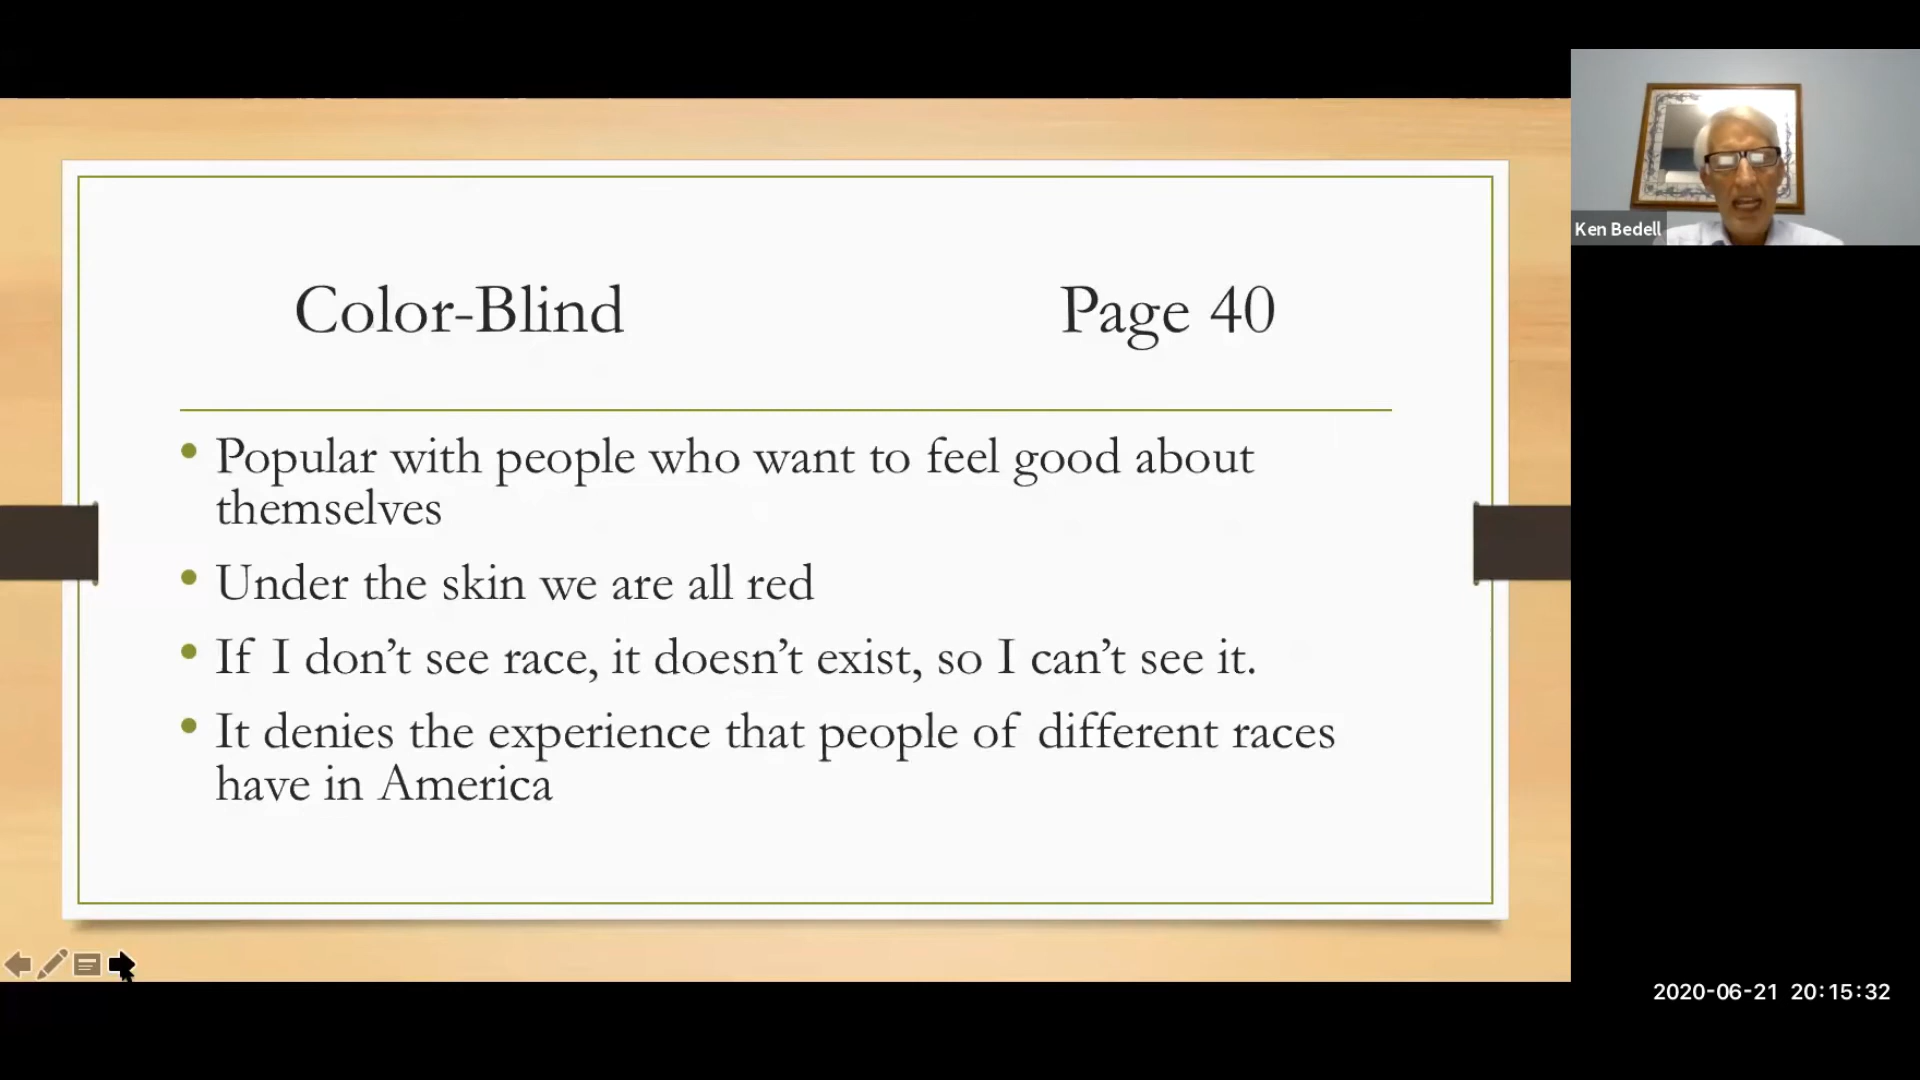 Color-Blind Page 40
• Popular with people who want to feel good about
themselves
• Under the skin we are all red
• If I don’t see race, it doesn’t exist, so I can’t see it.
• It denies the experience that people of different races
have in America
Ken Bedell
2020-06-21 20:15:32